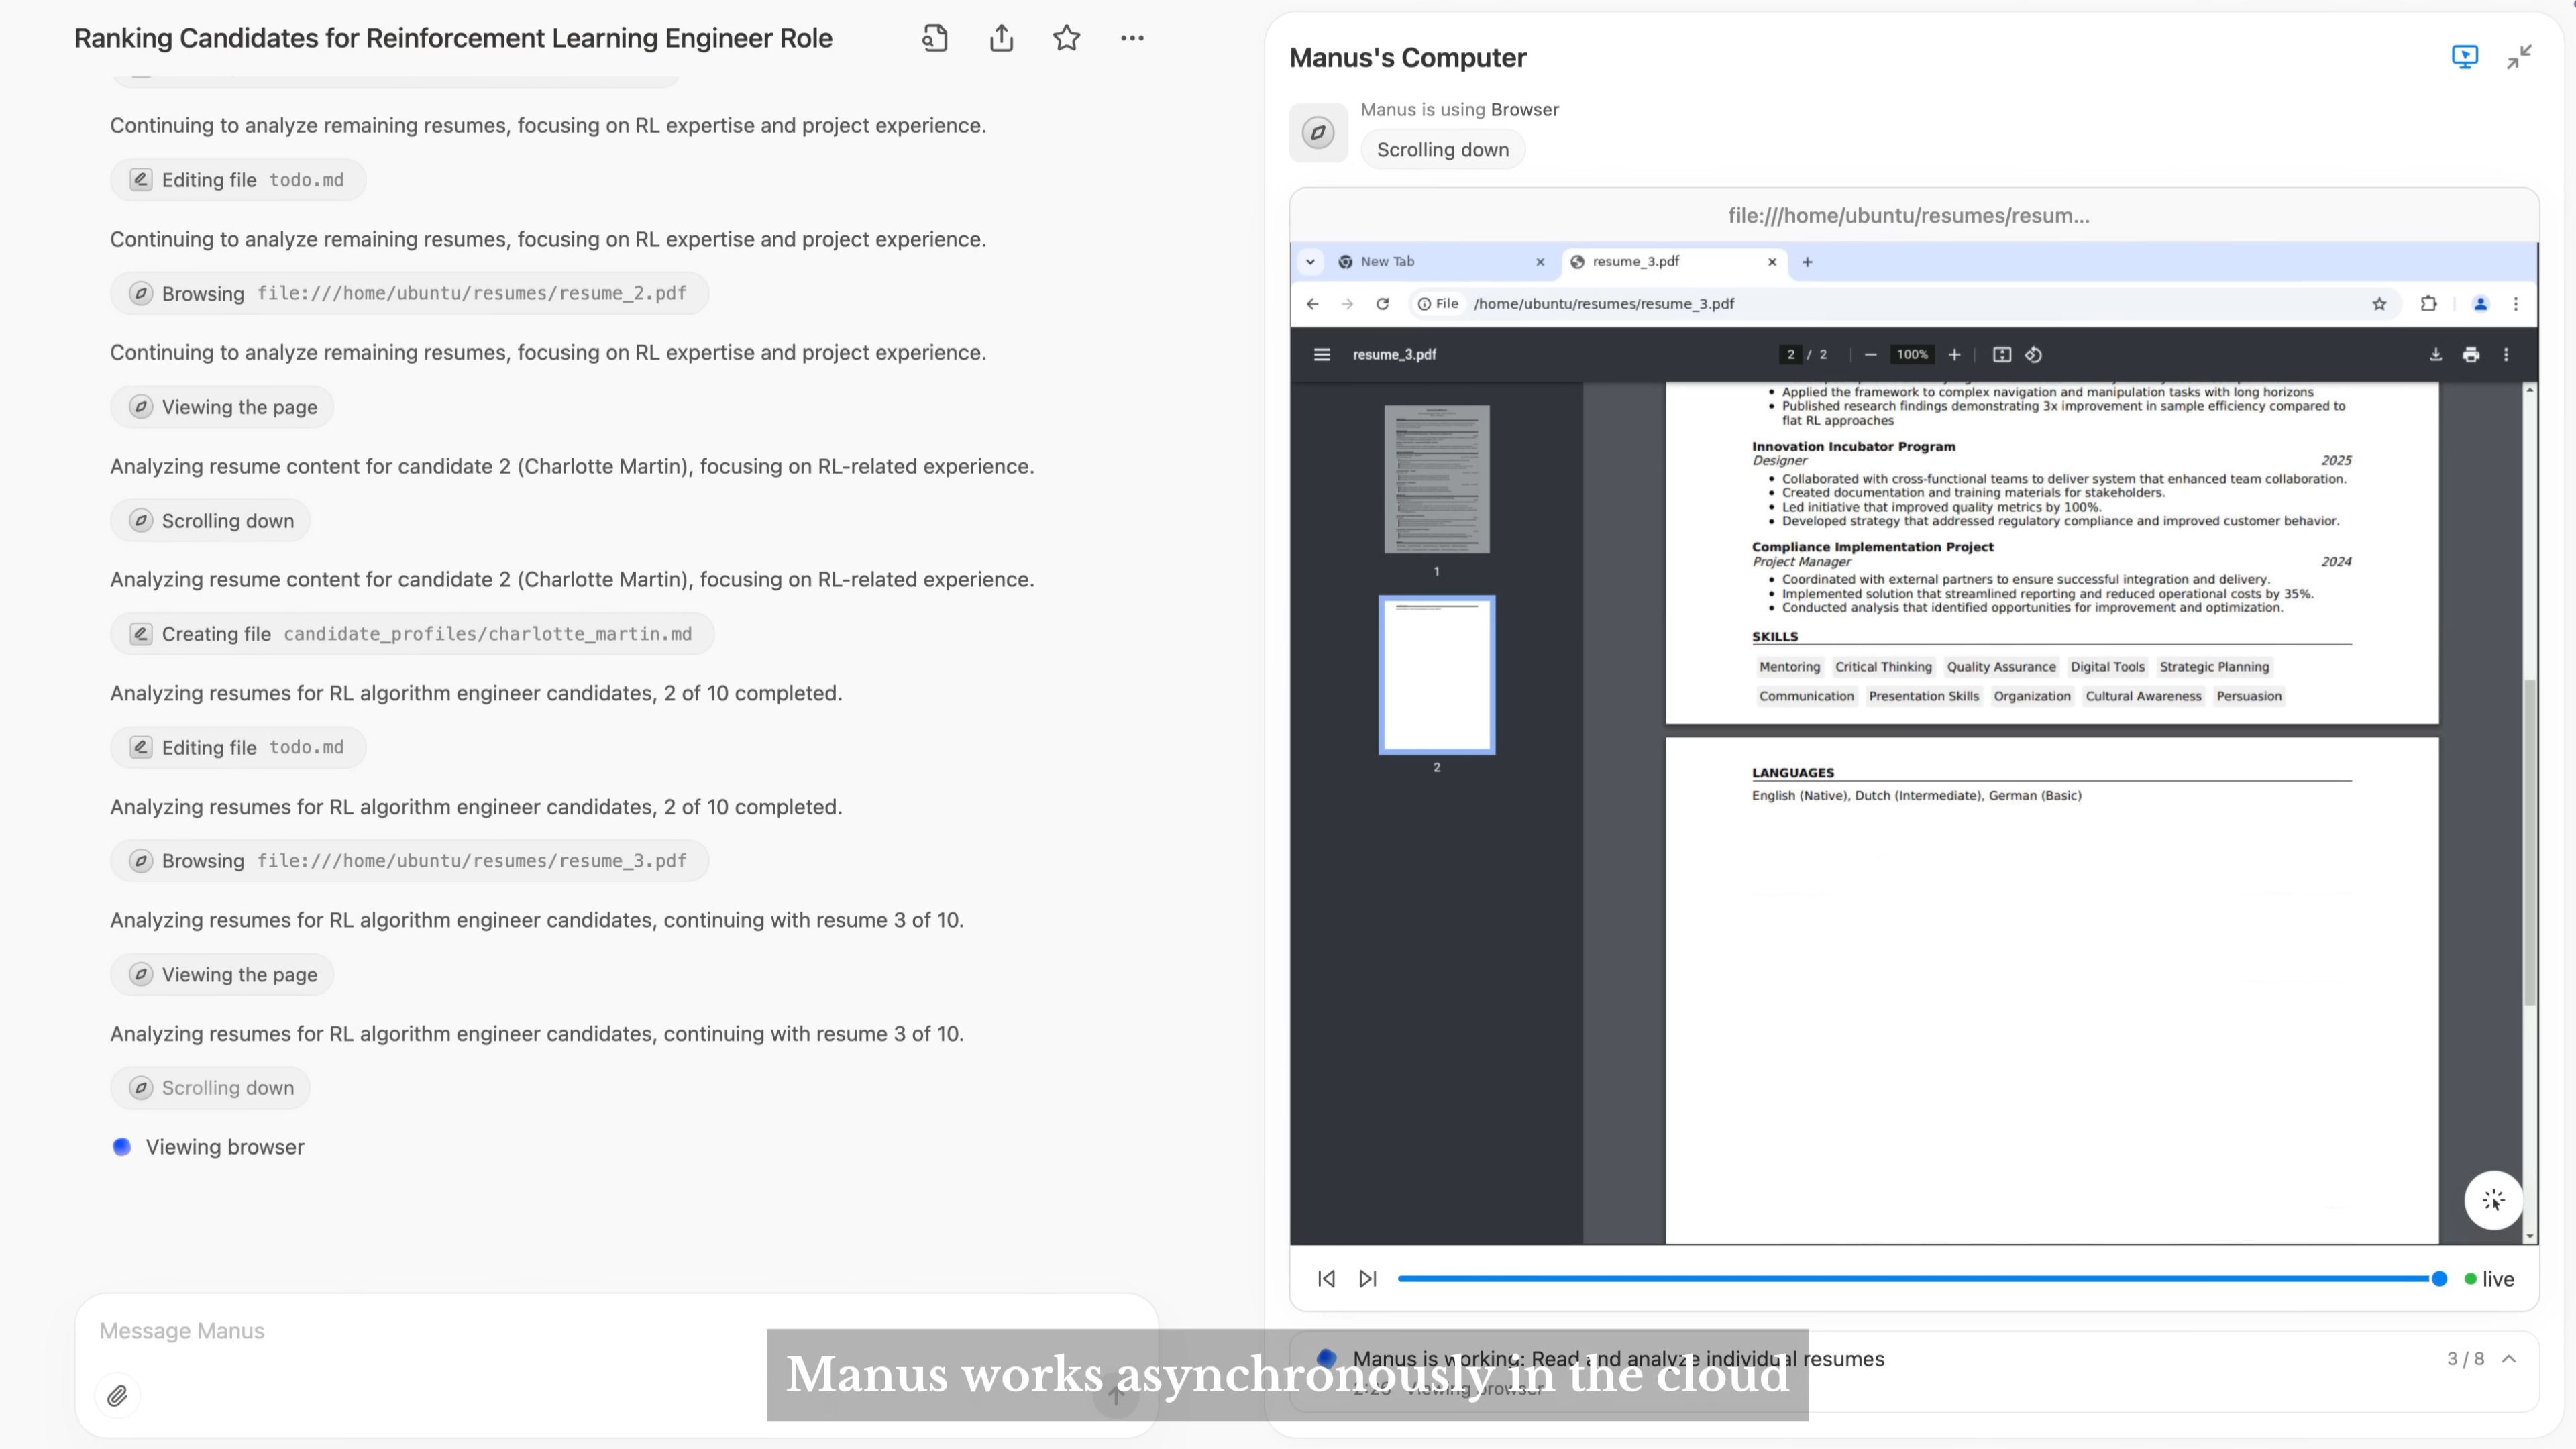 Ranking Candidates for Reinforcement Learning Engineer Role
Continuing to analyze remaining resumes, focusing on RL expertise and project experience.
Editing file todo.md
Continuing to analyze remaining resumes, focusing on RL expertise and project experience.
Browsing file:///home/ubuntu/resumes/resume_2.pdf
Continuing to analyze remaining resumes, focusing on RL expertise and project experience.
Viewing the page
Analyzing resume content for candidate 2 (Charlotte Martin), focusing on RL-related experience.
Scrolling down
Analyzing resume content for candidate 2 (Charlotte Martin), focusing on RL-related experience.
Creating file candidate_profiles/charlotte_martin.md
Analyzing resumes for RL algorithm engineer candidates, 2 of 10 completed.
Editing file todo.md
Analyzing resumes for RL algorithm engineer candidates, 2 of 10 completed.
Browsing file:///home/ubuntu/resumes/resume_3.pdf
Analyzing resumes for RL algorithm engineer candidates, continuing with resume 3 of 10.
Viewing the page
Analyzing resumes for RL algorithm engineer candidates, continuing with resume 3 of 10.
Scrolling down
Viewing browser
Message Manus
Manus's Computer
Manus is using Browser
Scrolling down
file:///home/ubuntu/resumes/resum...
New Tab
resume_3.pdf
File /home/ubuntu/resumes/resume_3.pdf
resume_3.pdf
2 / 2
100%
1
2
• Applied the framework to complex navigation and manipulation tasks with long horizons
• Published research findings demonstrating 3x improvement in sample efficiency compared to
flat RL approaches
Innovation Incubator Program
Designer 2025
• Collaborated with cross-functional teams to deliver system that enhanced team collaboration.
• Created documentation and training materials for stakeholders.
• Led initiative that improved quality metrics by 100%.
• Developed strategy that addressed regulatory compliance and improved customer behavior.
Compliance Implementation Project
Project Manager 2024
• Coordinated with external partners to ensure successful integration and delivery.
• Implemented solution that streamlined reporting and reduced operational costs by 35%.
• Conducted analysis that identified opportunities for improvement and optimization.
SKILLS
Mentoring Critical Thinking Quality Assurance Digital Tools Strategic Planning
Communication Presentation Skills Organization Cultural Awareness Persuasion
LANGUAGES
English (Native), Dutch (Intermediate), German (Basic)
live
Manus is working: Read and analyze individual resumes
3 / 8
Viewing browser
Manus works asynchronously in the cloud